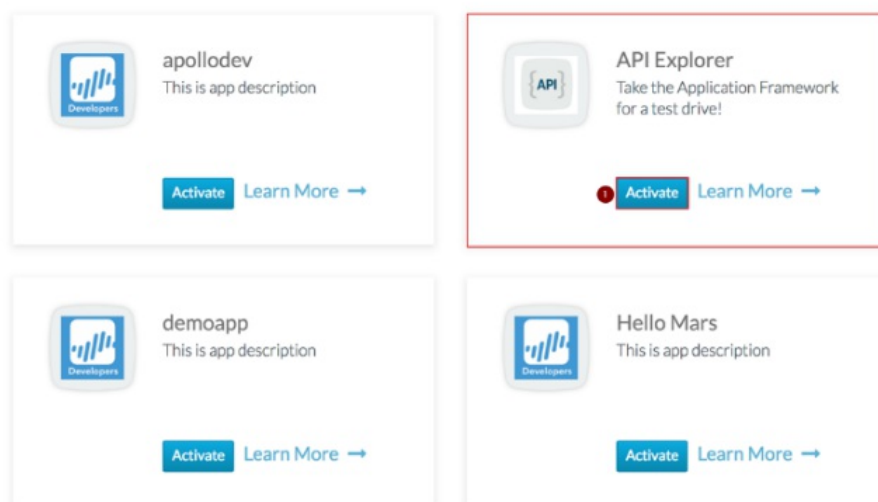 apollodev
This is app description
Developers
Activate Learn More →
API Explorer
Take the Application Framework
for a test drive!
{API}
1 Activate Learn More →
demoapp
This is app description
Developers
Activate Learn More →
Hello Mars
This is app description
Developers
Activate Learn More →